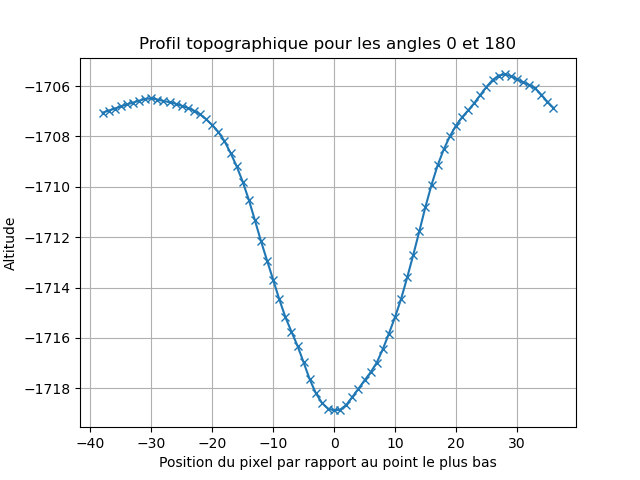 Profil topographique pour les angles 0 et 180
Altitude
−1706
−1708
−1710
−1712
−1714
−1716
−1718
−40 −30 −20 −10 0 10 20 30
Position du pixel par rapport au point le plus bas